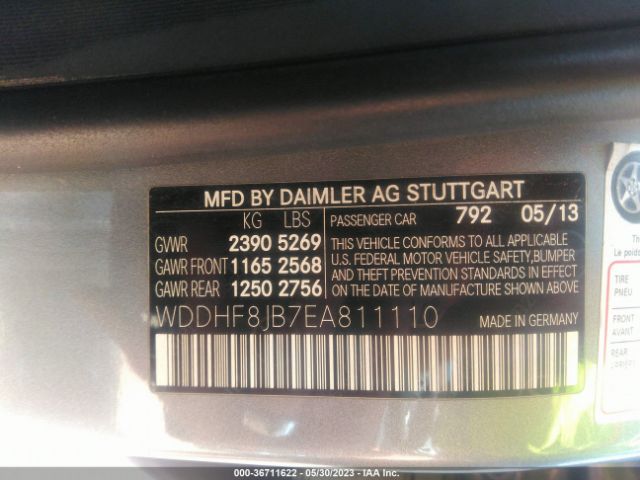 MFD BY DAIMLER AG STUTTGART
KG LBS
PASSENGER CAR 792 05/13
GVWR 2390 5269
GAWR FRONT 1165 2568
GAWR REAR 1250 2756
THIS VEHICLE CONFORMS TO ALL APPLICABLE
U.S. FEDERAL MOTOR VEHICLE SAFETY,BUMPER
AND THEFT PREVENTION STANDARDS IN EFFECT
ON THE DATE OF MANUFACTURE SHOWN ABOVE.
WDDHF8JB7EA811110 MADE IN GERMANY
Le poids
TIRE
PNEU
FRONT
AVANT
REAR
000-36711622 - 05/30/2023 - IAA Inc.